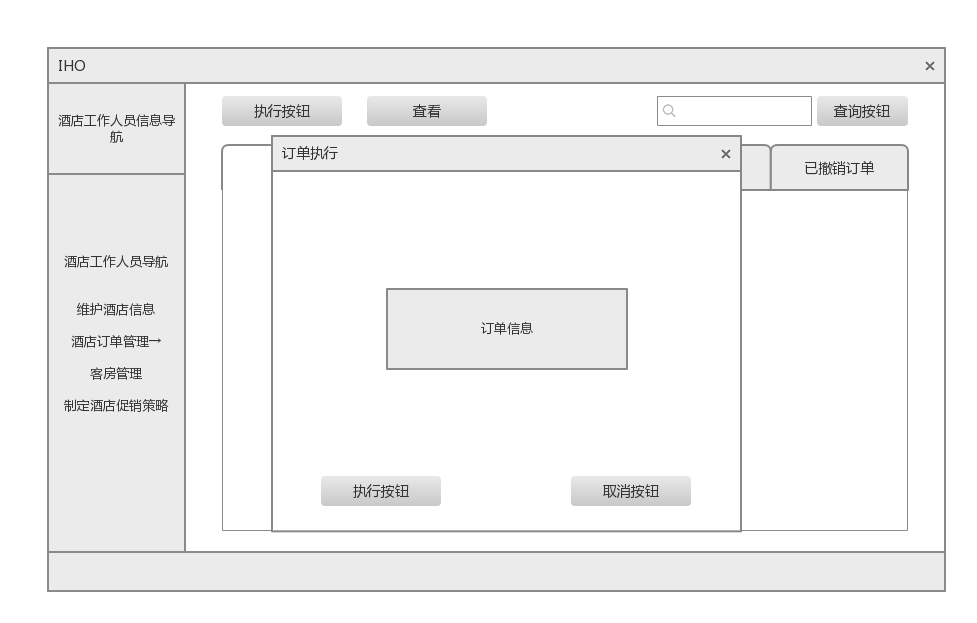 IHO
酒店工作人员信息导
航
执行按钮
查看
查询按钮
订单执行
已撤销订单
酒店工作人员导航
维护酒店信息
酒店订单管理→
客房管理
制定酒店促销策略
订单信息
执行按钮
取消按钮